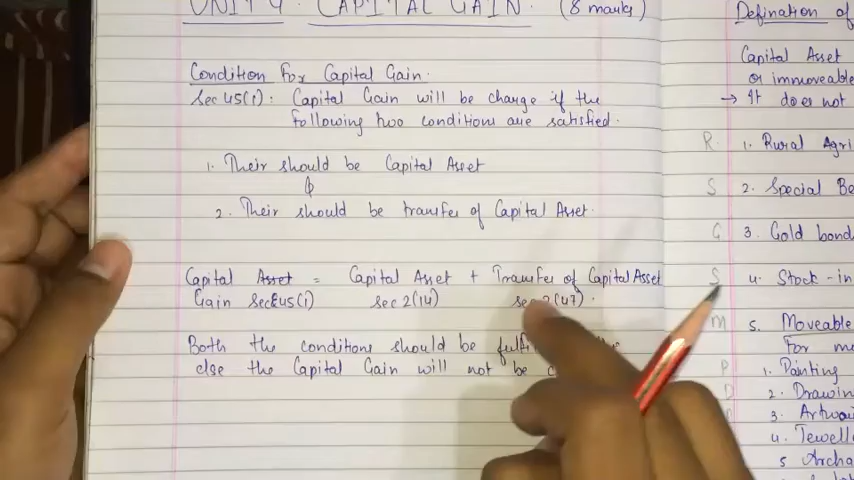 UNIT 4. CAPITAL GAIN. (8 marks)
Condition For Capital Gain.
Sec 45(1): Capital Gain will be charge if the
following two conditions are satisfied.
1. Their should be Capital Asset
&
2. Their should be transfer of Capital Asset.
Capital Asset = Capital Asset + Transfer of Capital Asset
Gain Sec 45(1) sec 2(14) sec 2(47).
Both the conditions should be
else the Capital Gain will not be
Defination of
Capital Asset
or immoveable
→ It does not
R 1. Rural Agri
S 2. Special Be
G 3. Gold bond
S 4. Stock-in
M 5. Moveable
For
P 1. Painting
D 2. Drawin
3. Artwo
4. Jewell
5 Archa